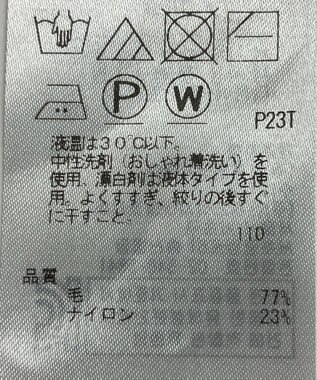 P W
P23T
液温は30℃以下。
中性洗剤（おしゃれ着洗い）を
使用、漂白剤は液体タイプを使
用。よくすすぎ、絞りの後すぐ
に干すこと。
110
品質
毛 77%
ナイロン 23%